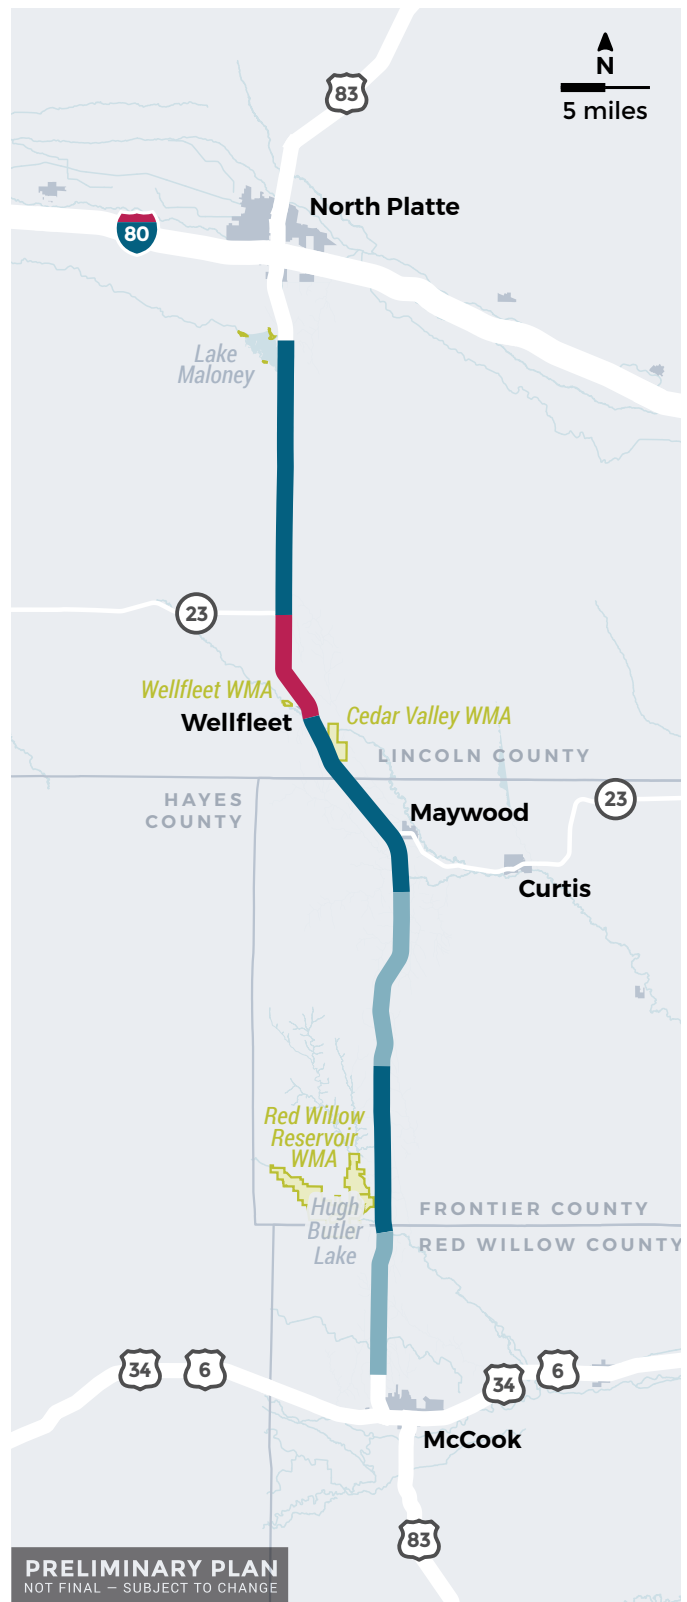 83
N
5 miles
North Platte
80
Lake
Maloney
23
Wellfleet WMA
Wellfleet
Cedar Valley WMA
LINCOLN COUNTY
HAYES
COUNTY
23
Maywood
Curtis
Red Willow
Reservoir
WMA
Hugh
Butler
Lake
FRONTIER COUNTY
RED WILLOW COUNTY
34
6
34
6
McCook
83
PRELIMINARY PLAN
NOT FINAL – SUBJECT TO CHANGE